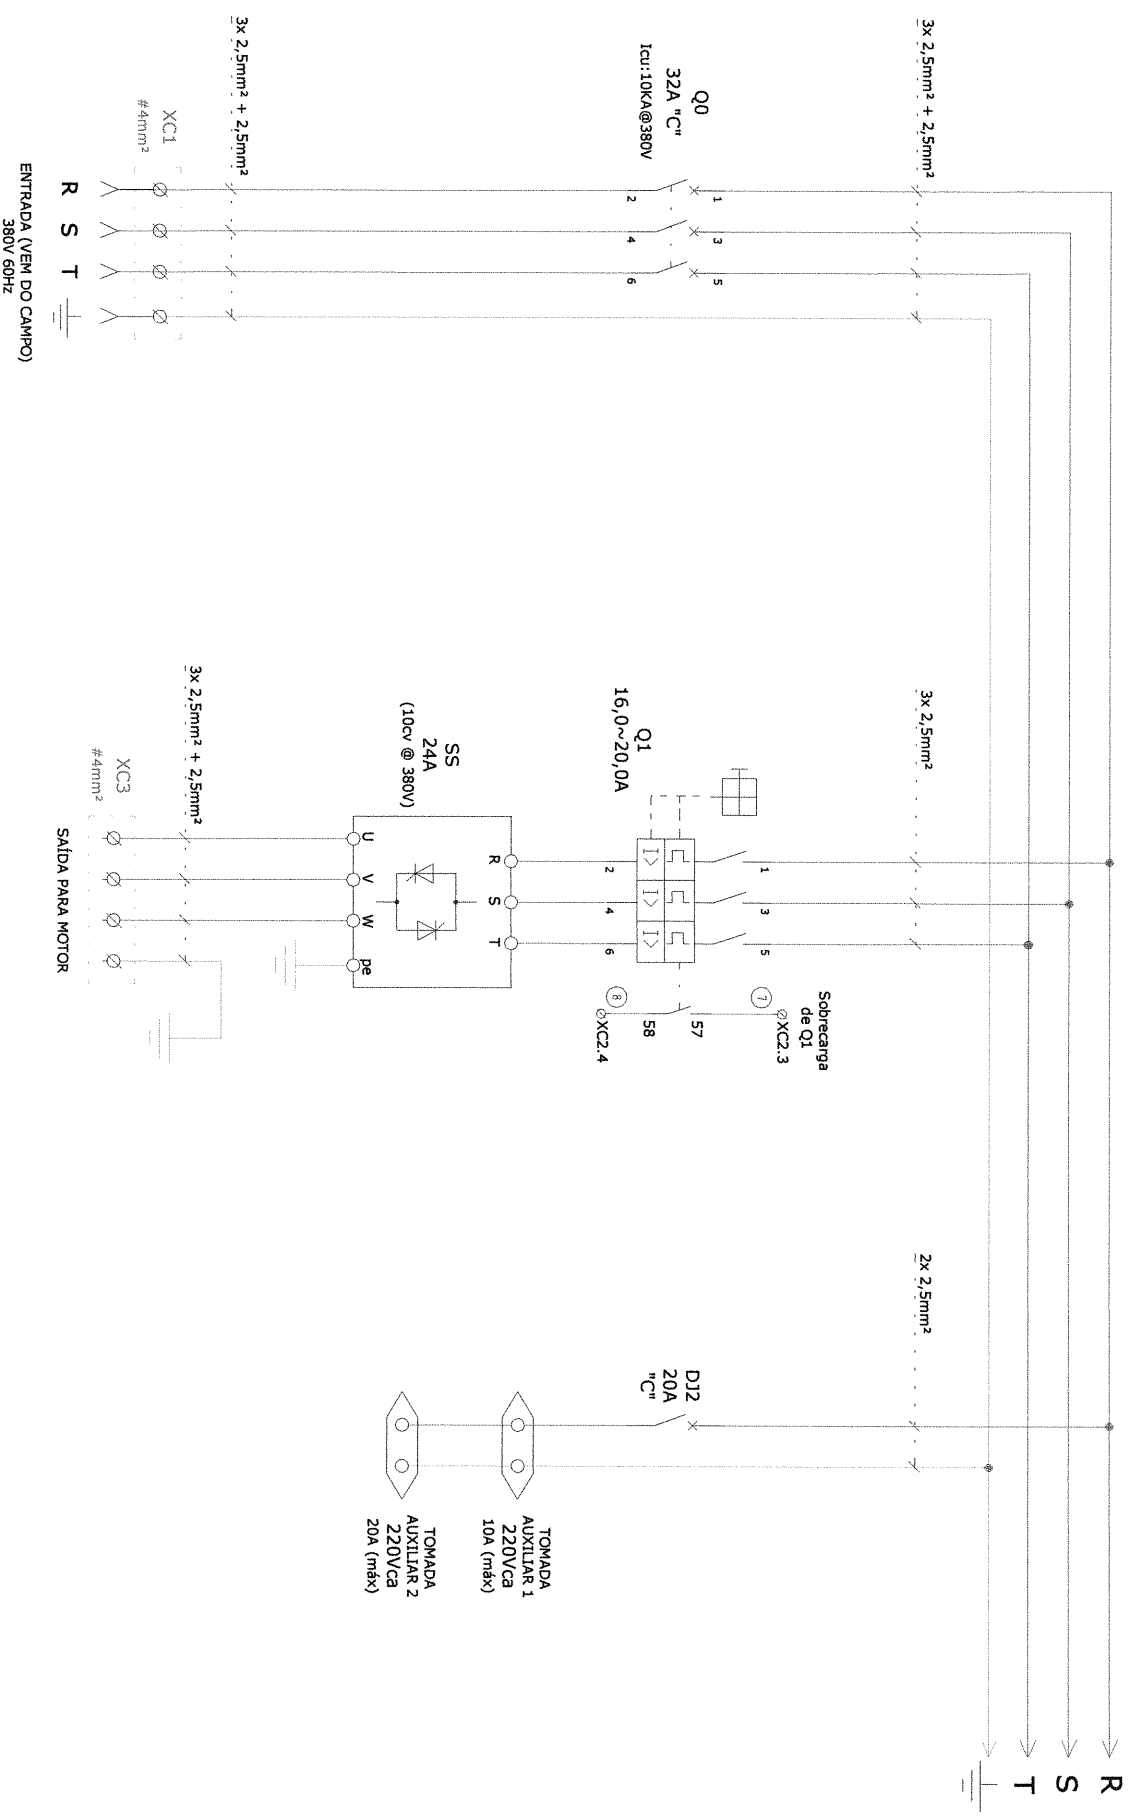 R
S
T
3x 2,5mm² + 2,5mm²
3x 2,5mm²
2x 2,5mm²
Q0
32A "C"
Icu:10KA@380V
1
3
5
2
4
6
Q1
16,0~20,0A
1
3
5
I>
I>
I>
2
4
6
Sobrecarga
de Q1
7
XC2.3
57
58
8
XC2.4
DJ2
20A
"C"
TOMADA
AUXILIAR 1
220Vca
10A (máx)
TOMADA
AUXILIAR 2
220Vca
20A (máx)
SS
24A
(10cv @ 380V)
R
S
T
U
V
W
pe
3x 2,5mm² + 2,5mm²
3x 2,5mm² + 2,5mm²
XC1
#4mm²
R
S
T
ENTRADA (VEM DO CAMPO)
380V 60Hz
XC3
#4mm²
SAÍDA PARA MOTOR